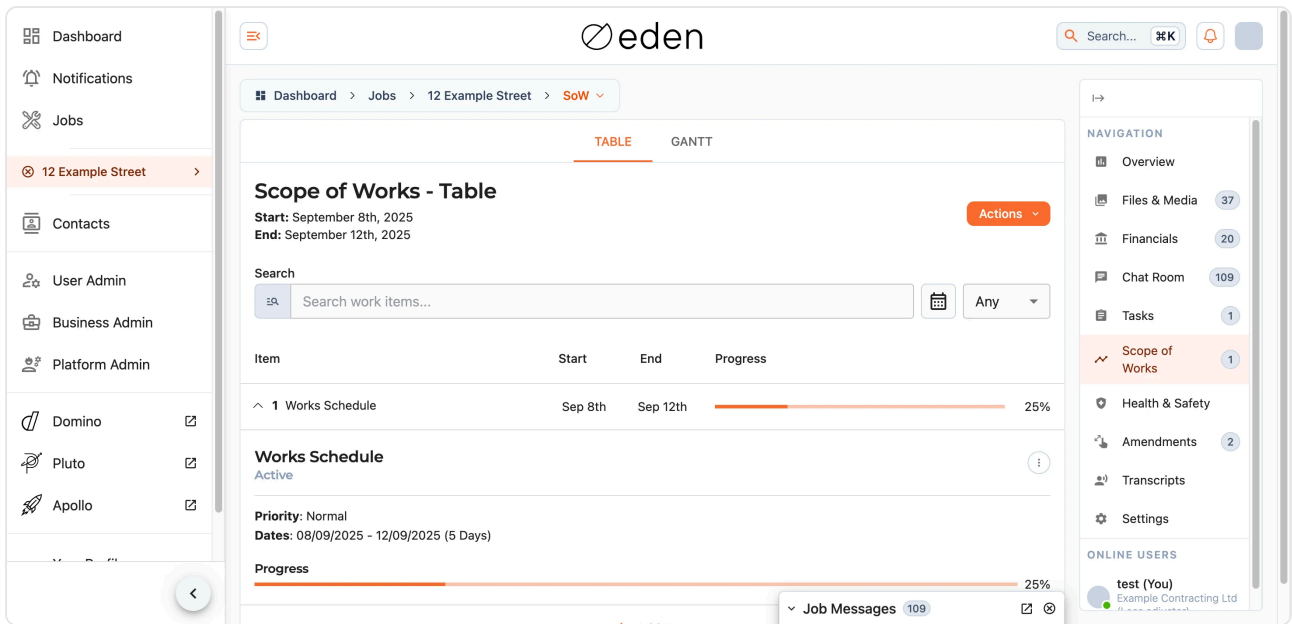 Dashboard
Notifications
Jobs
12 Example Street
Contacts
User Admin
Business Admin
Platform Admin
Domino
Pluto
Apollo
eden
Search... ⌘K
Dashboard > Jobs > 12 Example Street > SoW
TABLE GANTT
Scope of Works - Table
Start: September 8th, 2025
End: September 12th, 2025
Actions
Search
Search work items...
Any
Item Start End Progress
1 Works Schedule Sep 8th Sep 12th 25%
Works Schedule
Active
Priority: Normal
Dates: 08/09/2025 - 12/09/2025 (5 Days)
Progress
25%
Job Messages 109
NAVIGATION
Overview
Files & Media 37
Financials 20
Chat Room 109
Tasks 1
Scope of
Works 1
Health & Safety
Amendments 2
Transcripts
Settings
ONLINE USERS
test (You)
Example Contracting Ltd